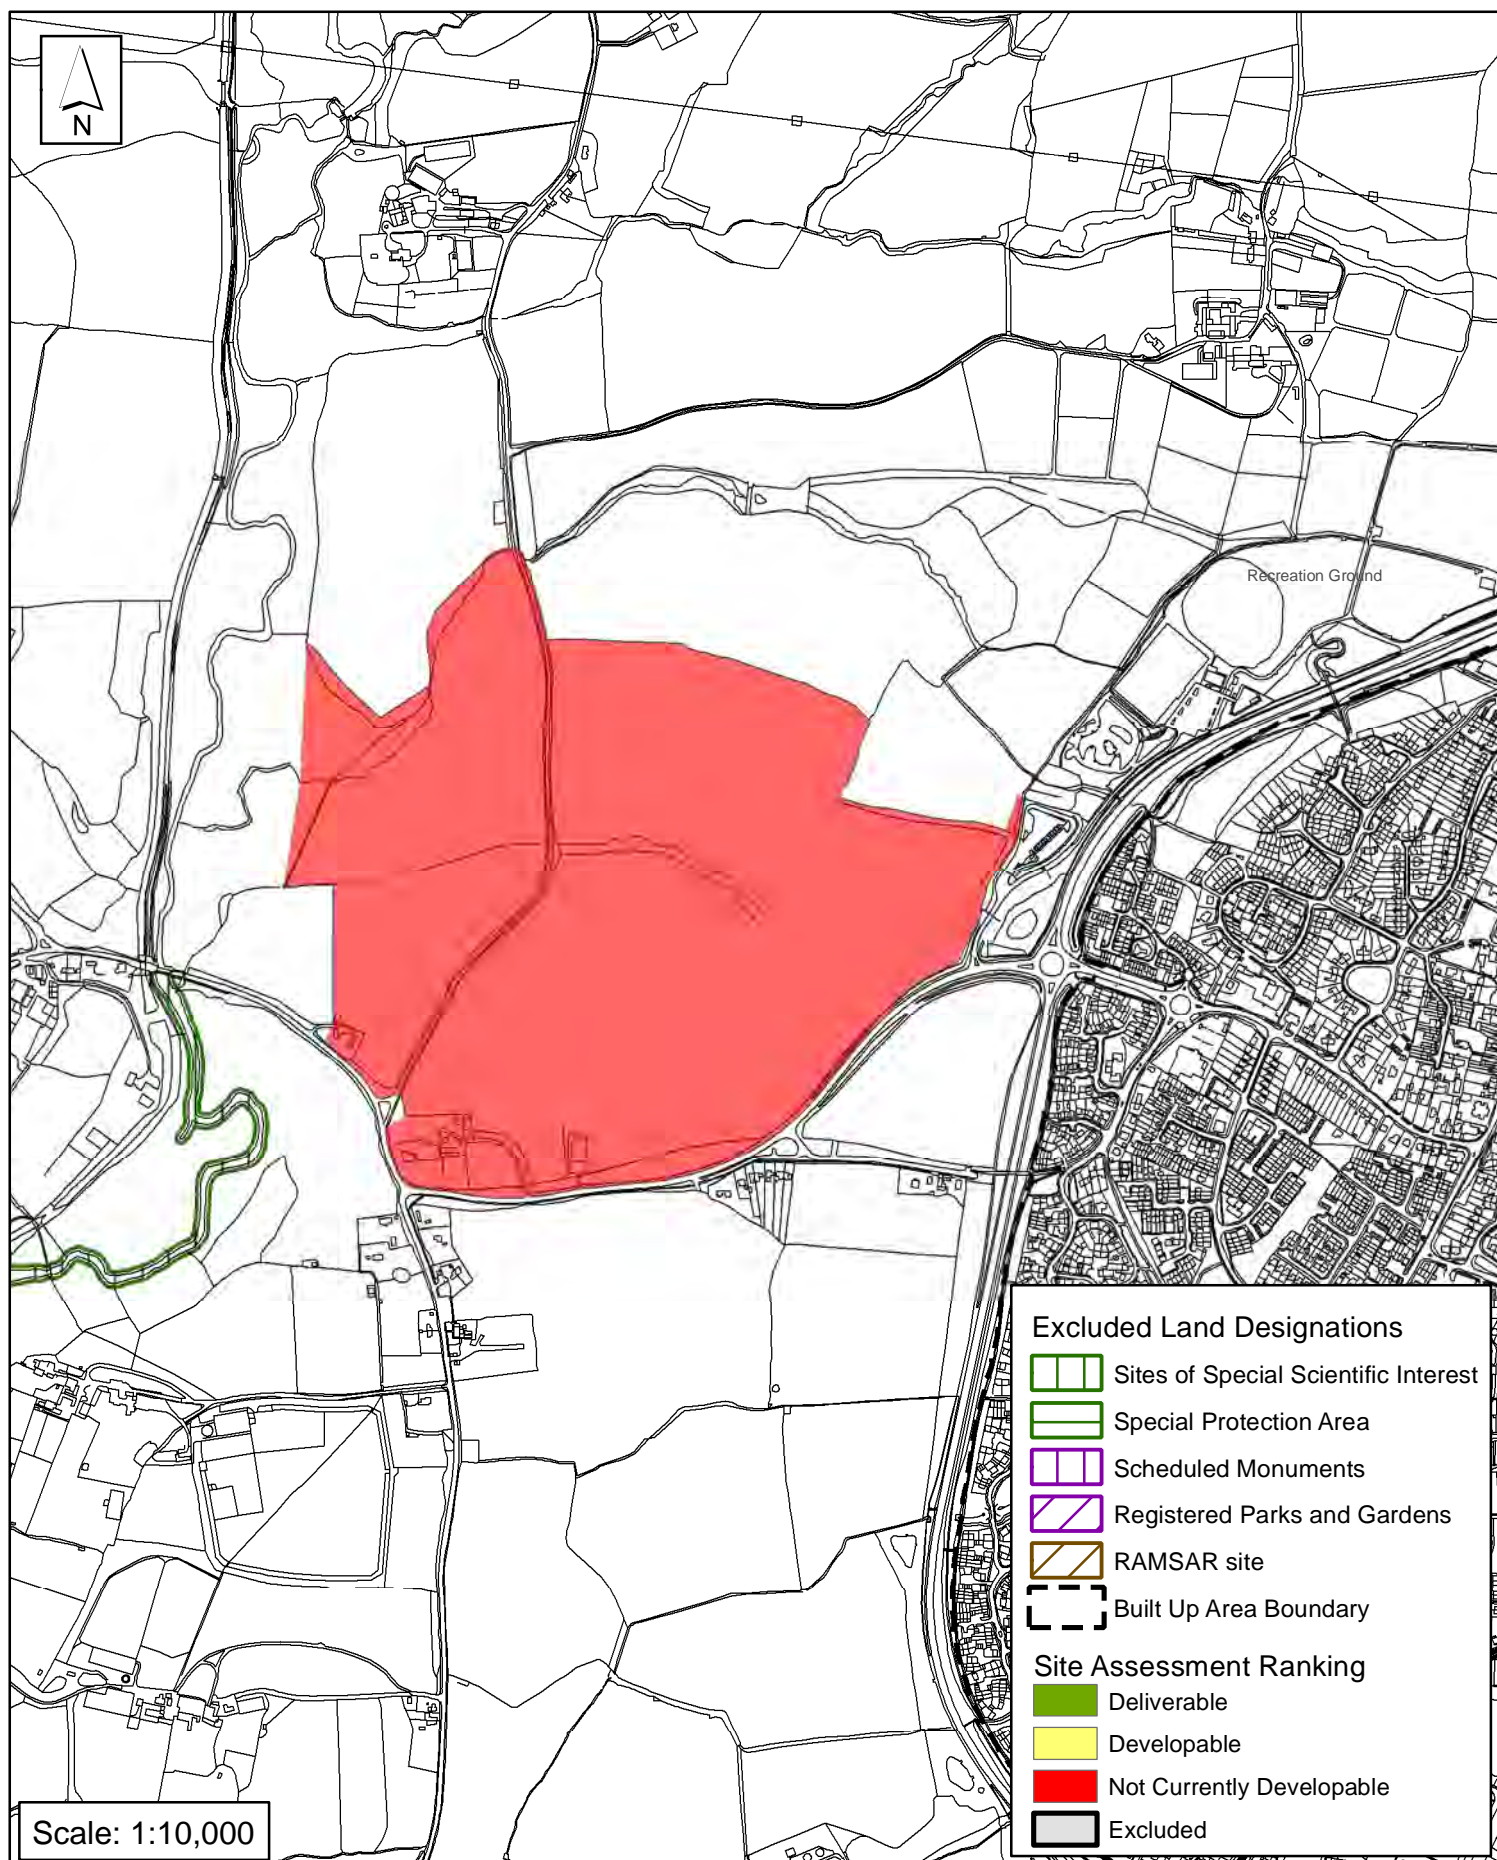 N
Recreation Ground
Excluded Land Designations
Sites of Special Scientific Interest
Special Protection Area
Scheduled Monuments
Registered Parks and Gardens
RAMSAR site
Built Up Area Boundary
Site Assessment Ranking
Deliverable
Developable
Not Currently Developable
Excluded
Scale: 1:10,000